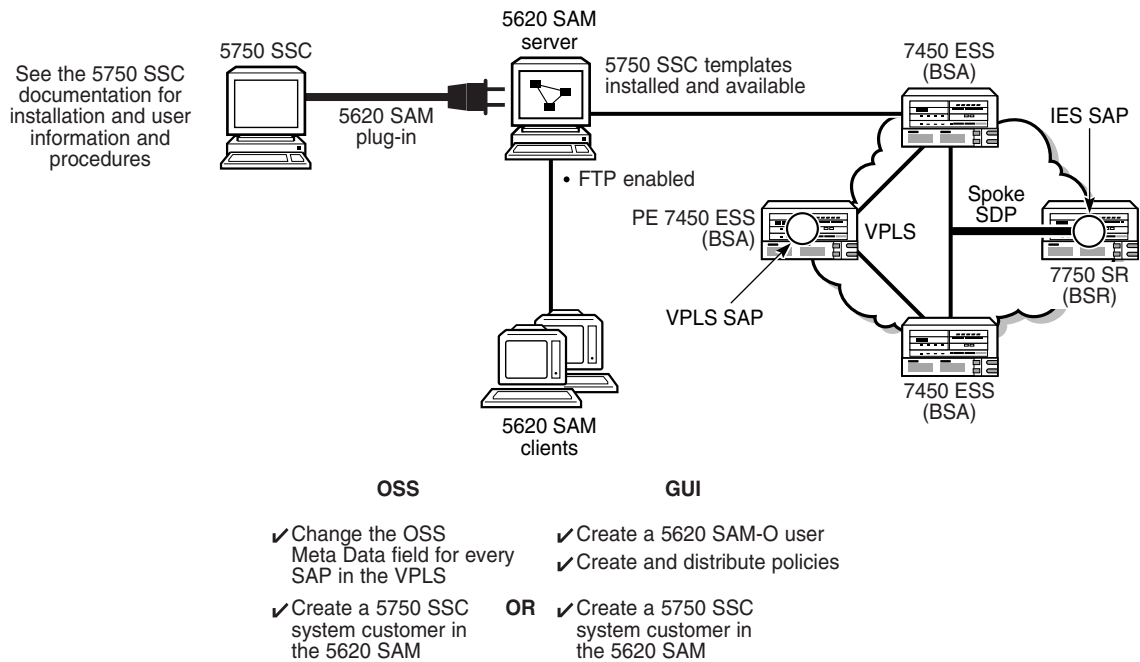 5620 SAM
server
5750 SSC
See the 5750 SSC
documentation for
installation and user
information and
procedures
5620 SAM
plug-in
5750 SSC templates
installed and available
7450 ESS
(BSA)
IES SAP
• FTP enabled
PE 7450 ESS
(BSA)
VPLS
Spoke
SDP
7750 SR
(BSR)
VPLS SAP
7450 ESS
(BSA)
5620 SAM
clients
OSS
✔ Change the OSS
Meta Data field for every
SAP in the VPLS
✔ Create a 5750 SSC
system customer in
the 5620 SAM
OR
GUI
✔ Create a 5620 SAM-O user
✔ Create and distribute policies
✔ Create a 5750 SSC
system customer in
the 5620 SAM